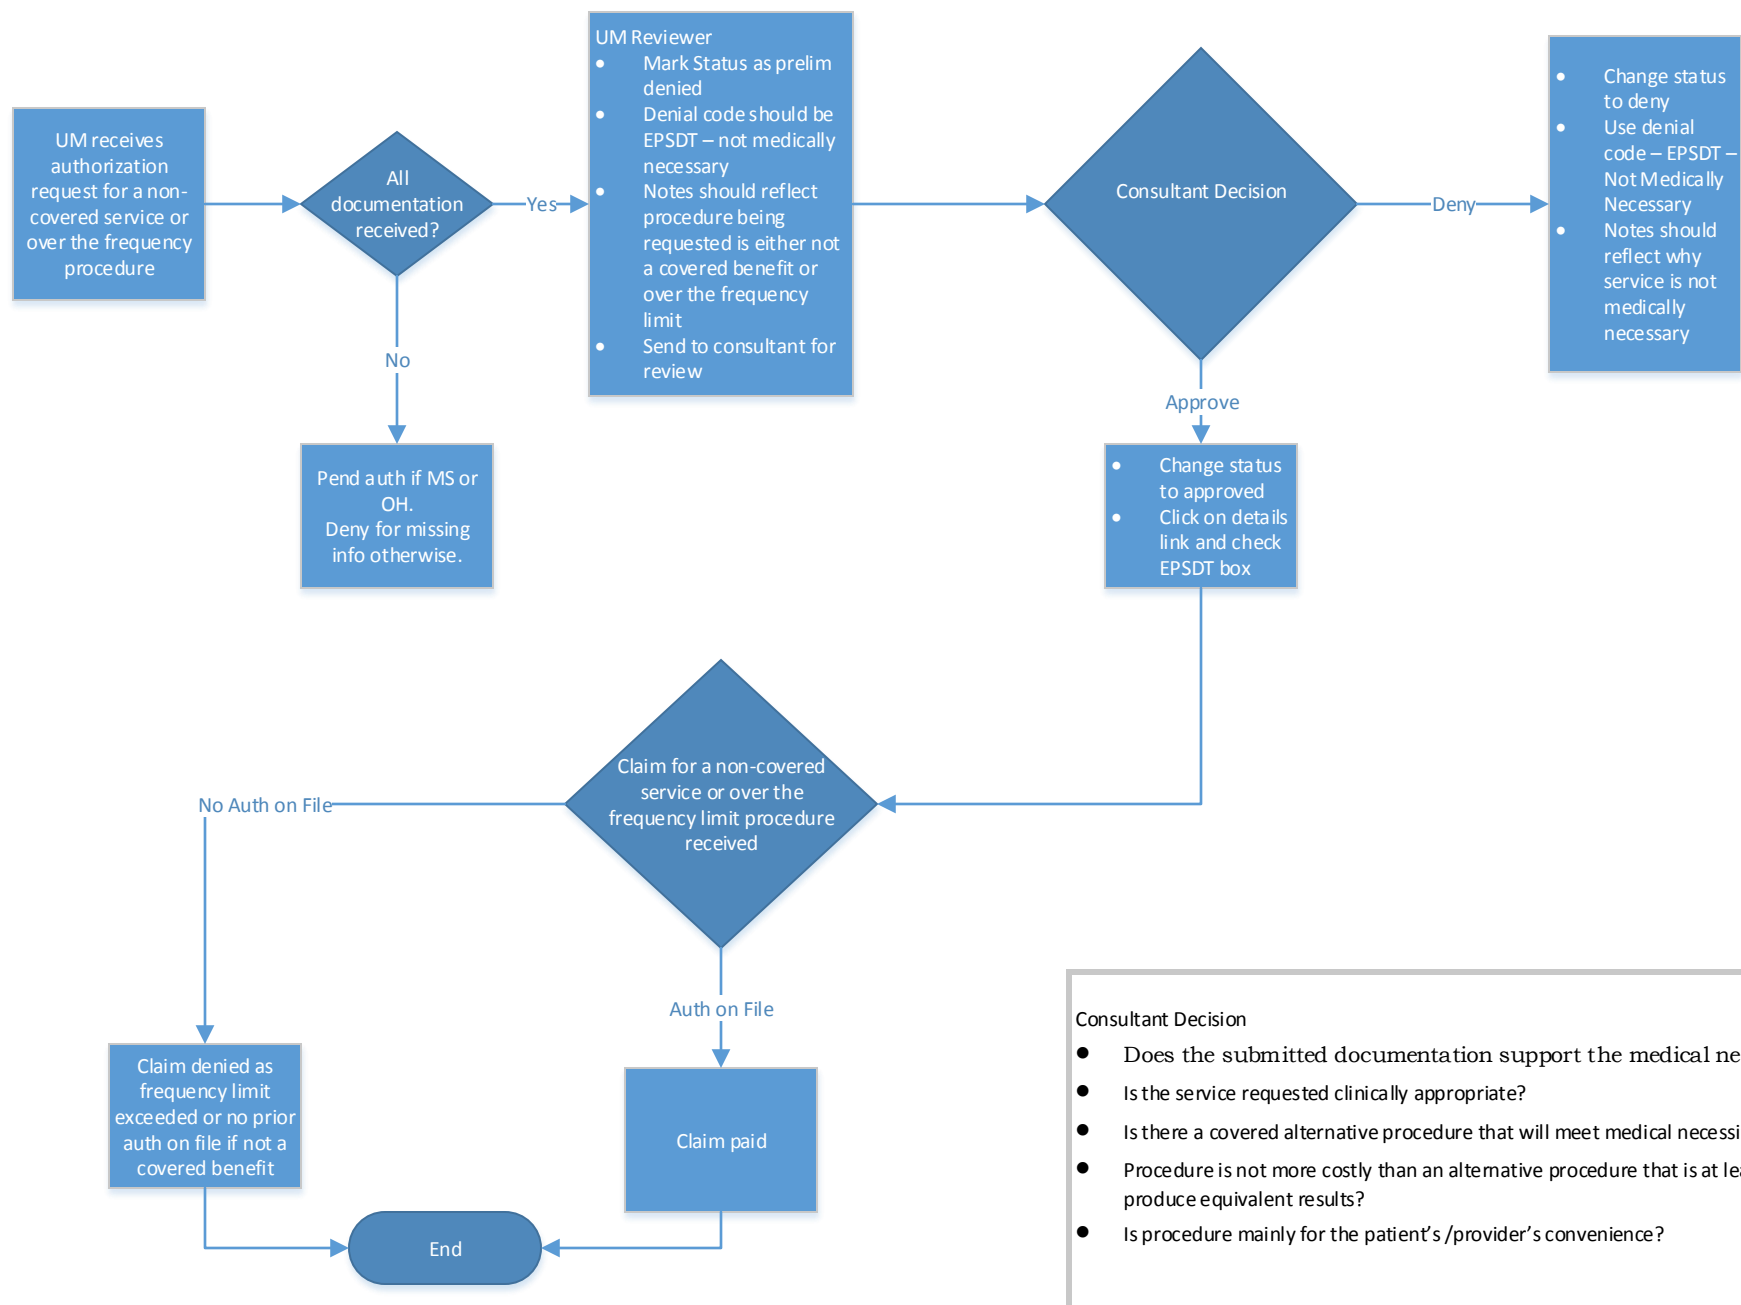 UM receives
authorization
request for a non-
covered service or
over the frequency
procedure
All
documentation
received?
Yes
No
Pend auth if MS or
OH.
Deny for missing
info otherwise.
UM Reviewer
• Mark Status as prelim
denied
• Denial code should be
EPSDT – not medically
necessary
• Notes should reflect
procedure being
requested is either not
a covered benefit or
over the frequency
limit
• Send to consultant for
review
Consultant Decision
Deny
• Change status
to deny
• Use denial
code – EPSDT –
Not Medically
Necessary
• Notes should
reflect why
service is not
medically
necessary
Approve
• Change status
to approved
• Click on details
link and check
EPSDT box
Claim for a non-covered
service or over the
frequency limit procedure
received
No Auth on File
Auth on File
Claim denied as
frequency limit
exceeded or no prior
auth on file if not a
covered benefit
Claim paid
End
Consultant Decision
• Does the submitted documentation support the medical
• Is the service requested clinically appropriate?
• Is there a covered alternative procedure that will meet medical
• Procedure is not more costly than an alternative procedure that is at
produce equivalent results?
• Is procedure mainly for the patient's/provider's convenience?